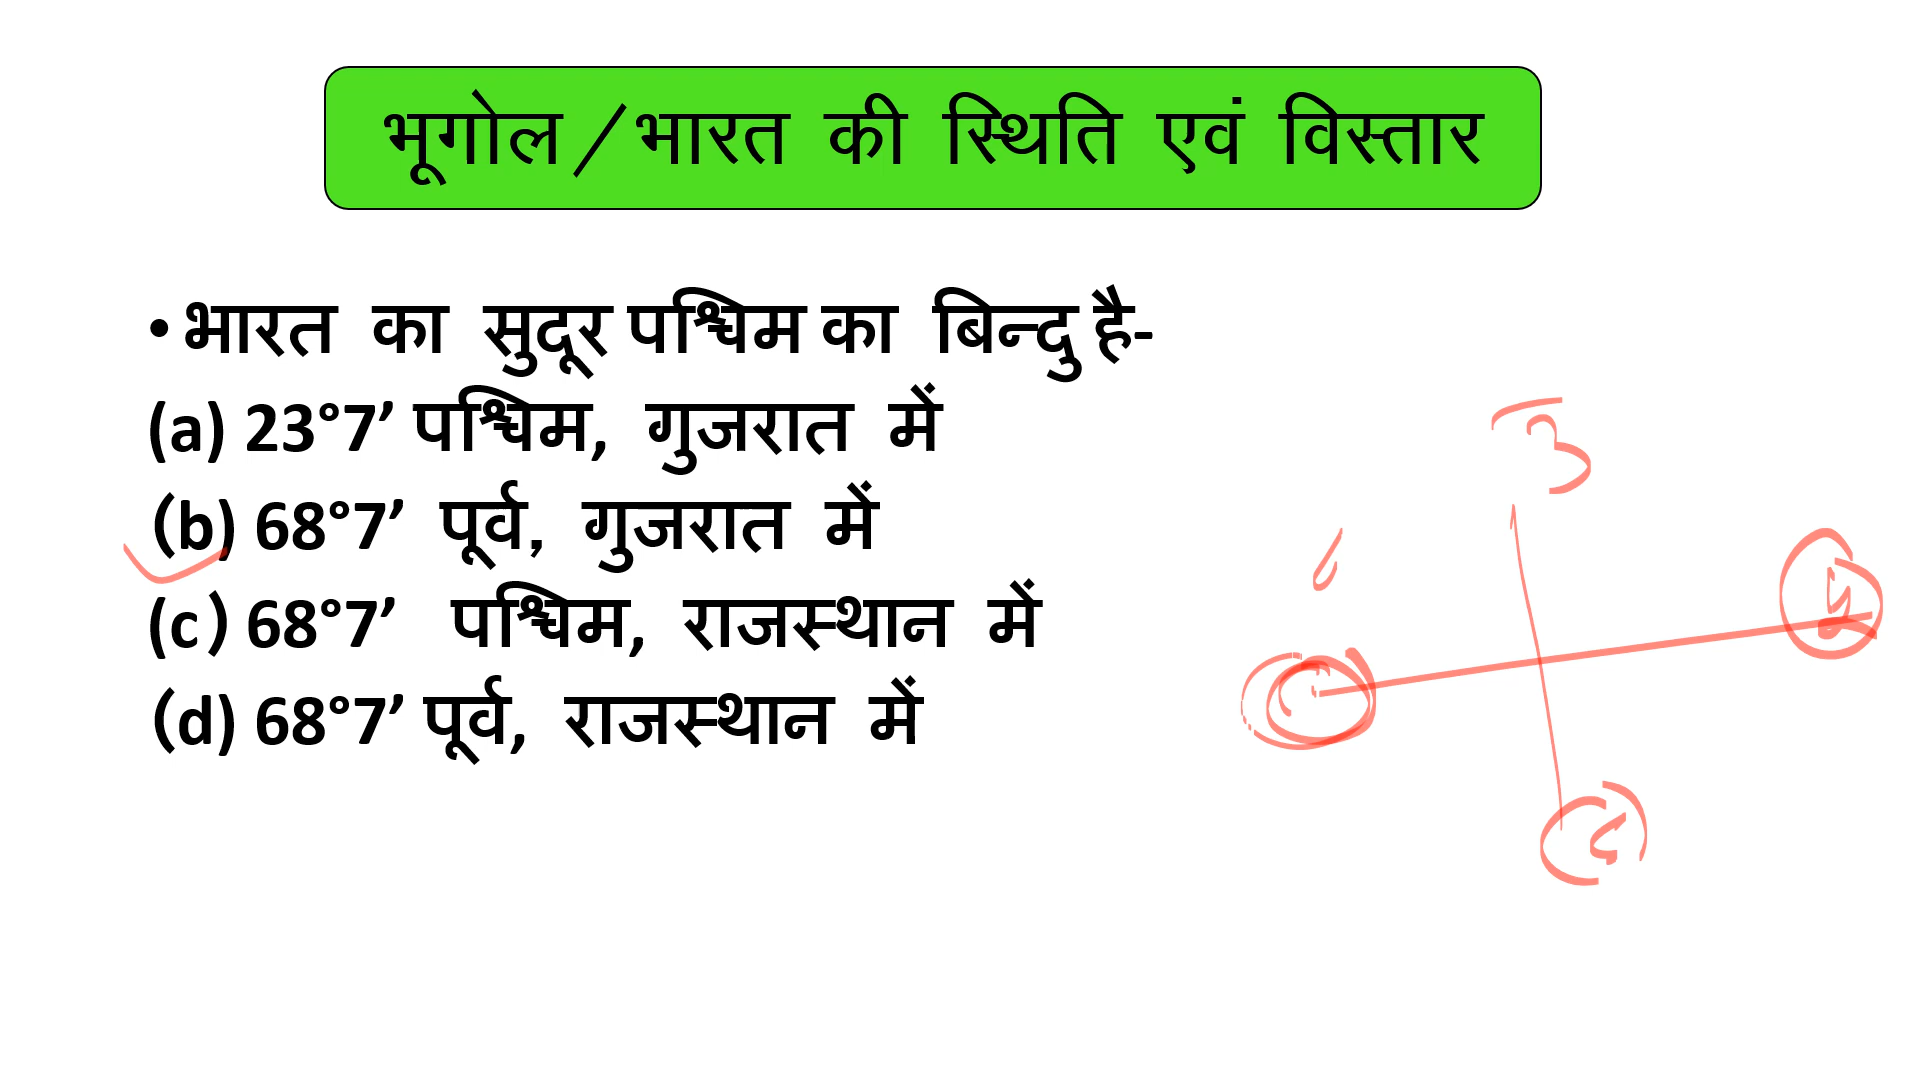 भूगोल/भारत की स्थिति एवं विस्तार
•भारत का सुदूर पश्चिम का बिन्दु है-
(a) 23°7’ पश्चिम, गुजरात में
(b) 68°7’ पूर्व, गुजरात में
(c) 68°7’ पश्चिम, राजस्थान में
(d) 68°7’ पूर्व, राजस्थान में